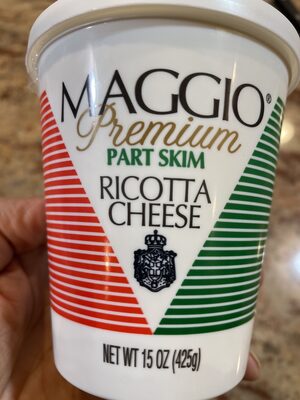 MAGGIO®
Premium
PART SKIM
RICOTTA
CHEESE
NET WT 15 OZ (425g)